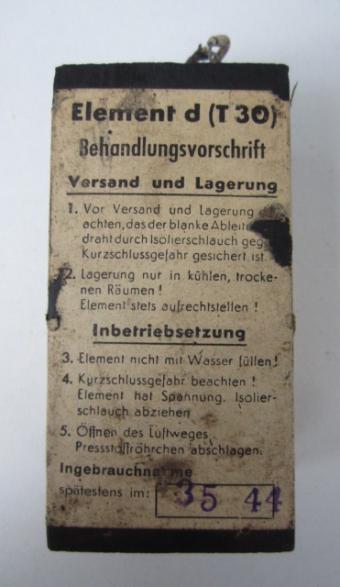 Element d (T 30)
Behandlungsvorschrift
Versand und Lagerung
1. Vor Versand und Lagerung
achten, das der blanke
draht durch Isolierschlauch
Kurzschlussgefahr gesichert ist.
2. Lagerung nur in kühlen, trocke-
nen Räumen!
Element stets aufrechtstellen!
Inbetriebsetzung
3. Element nicht mit Wasser füllen!
4. Kurzschlussgefahr beachten!
Element hat Spannung. Isolier-
schlauch abziehen
5. Öffnen des Luftweges,
Pressstoffröhrchen abschlagen.
Ingebrauchnahme
spätestens im: 35 44